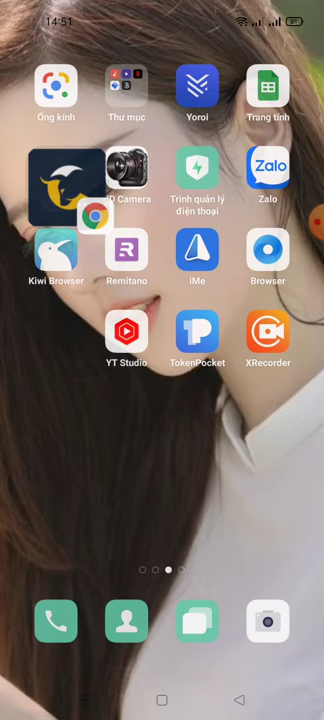 14:51
Ống kính
Thư mục
Yoroi
Trang tính
D Camera
Trình quản lý
điện thoại
Zalo
Zalo
Kiwi Browser
Remitano
iMe
Browser
YT Studio
TokenPocket
XRecorder